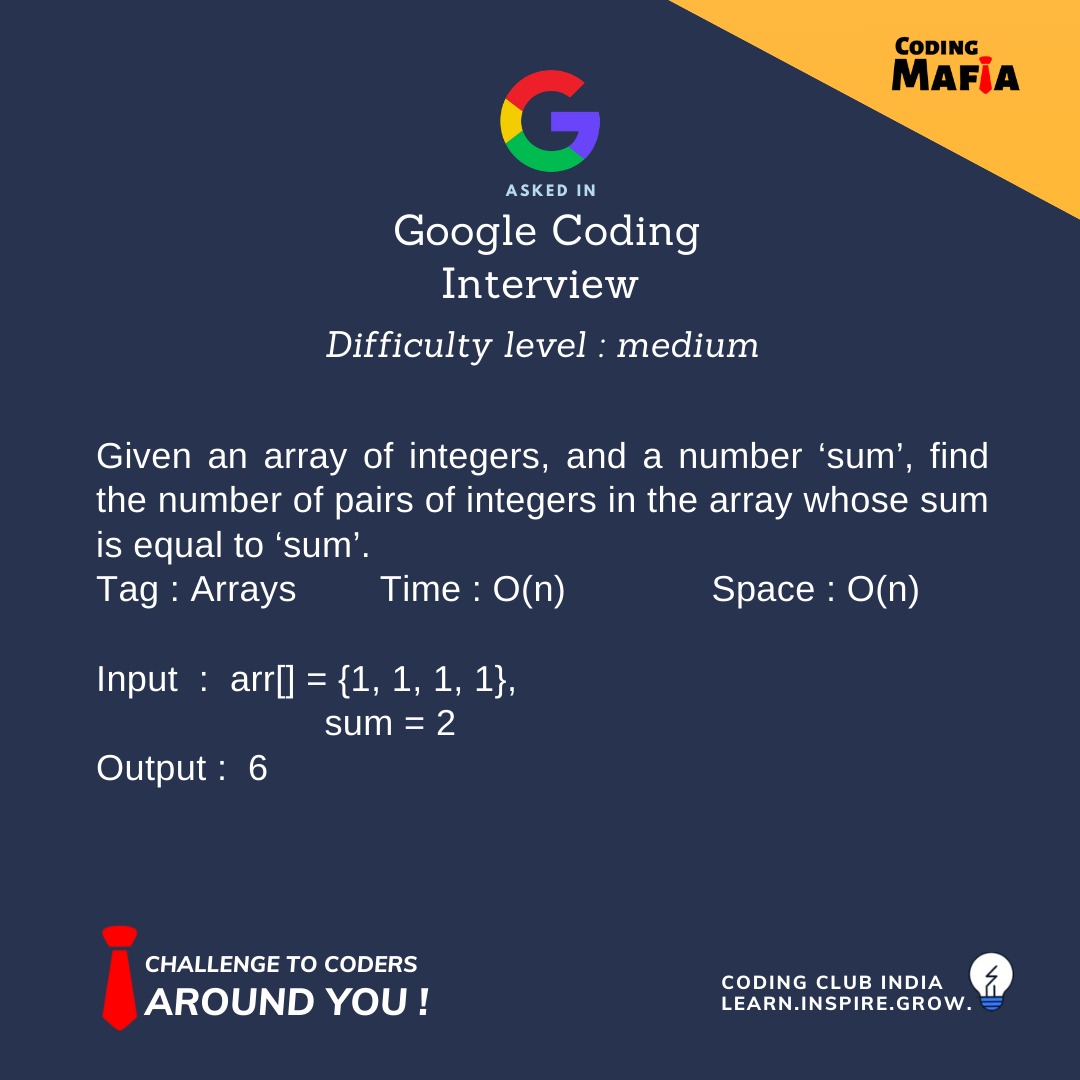 CODING
MAFIA
ASKED IN
Google Coding
Interview
Difficulty level : medium
Given an array of integers, and a number ‘sum’, find
the number of pairs of integers in the array whose sum
is equal to ‘sum’.
Tag : Arrays Time : O(n) Space : O(n)
Input : arr[] = {1, 1, 1, 1},
sum = 2
Output : 6
CHALLENGE TO CODERS
AROUND YOU !
CODING CLUB INDIA
LEARN.INSPIRE.GROW.